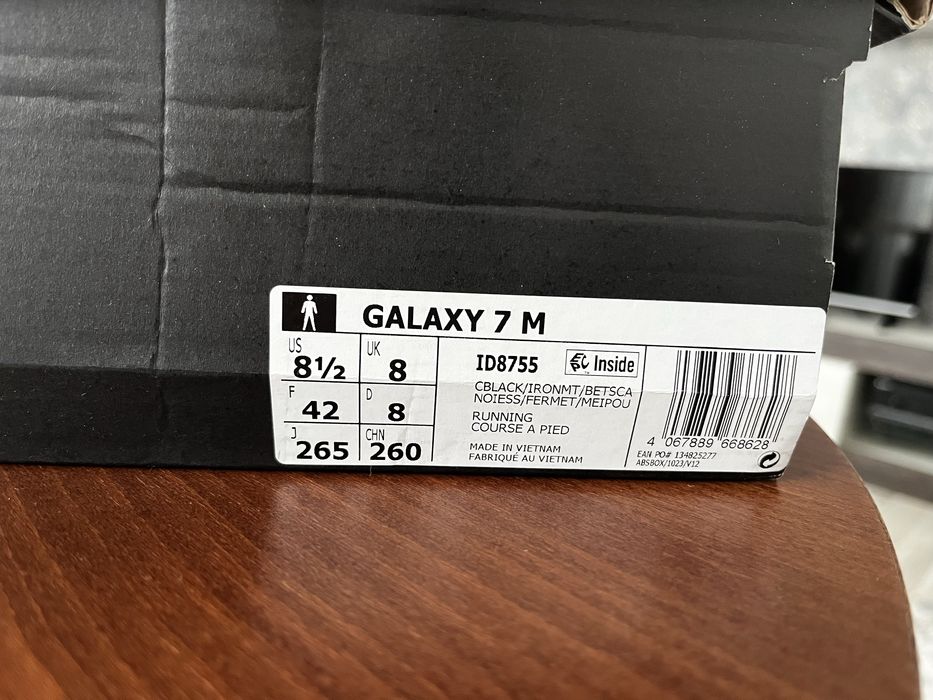 GALAXY 7 M
US
8½
UK
8
F
42
D
8
J
265
CHN
260
ID8755
Inside
CBLACK/IRONMT/BETSCA
NOIESS/FERMET/MEIPOU
RUNNING
COURSE A PIED
MADE IN VIETNAM
FABRIQUÉ AU VIETNAM
4 067889 668628
EAN PO# 134825277
ABSBOX/1023/V12